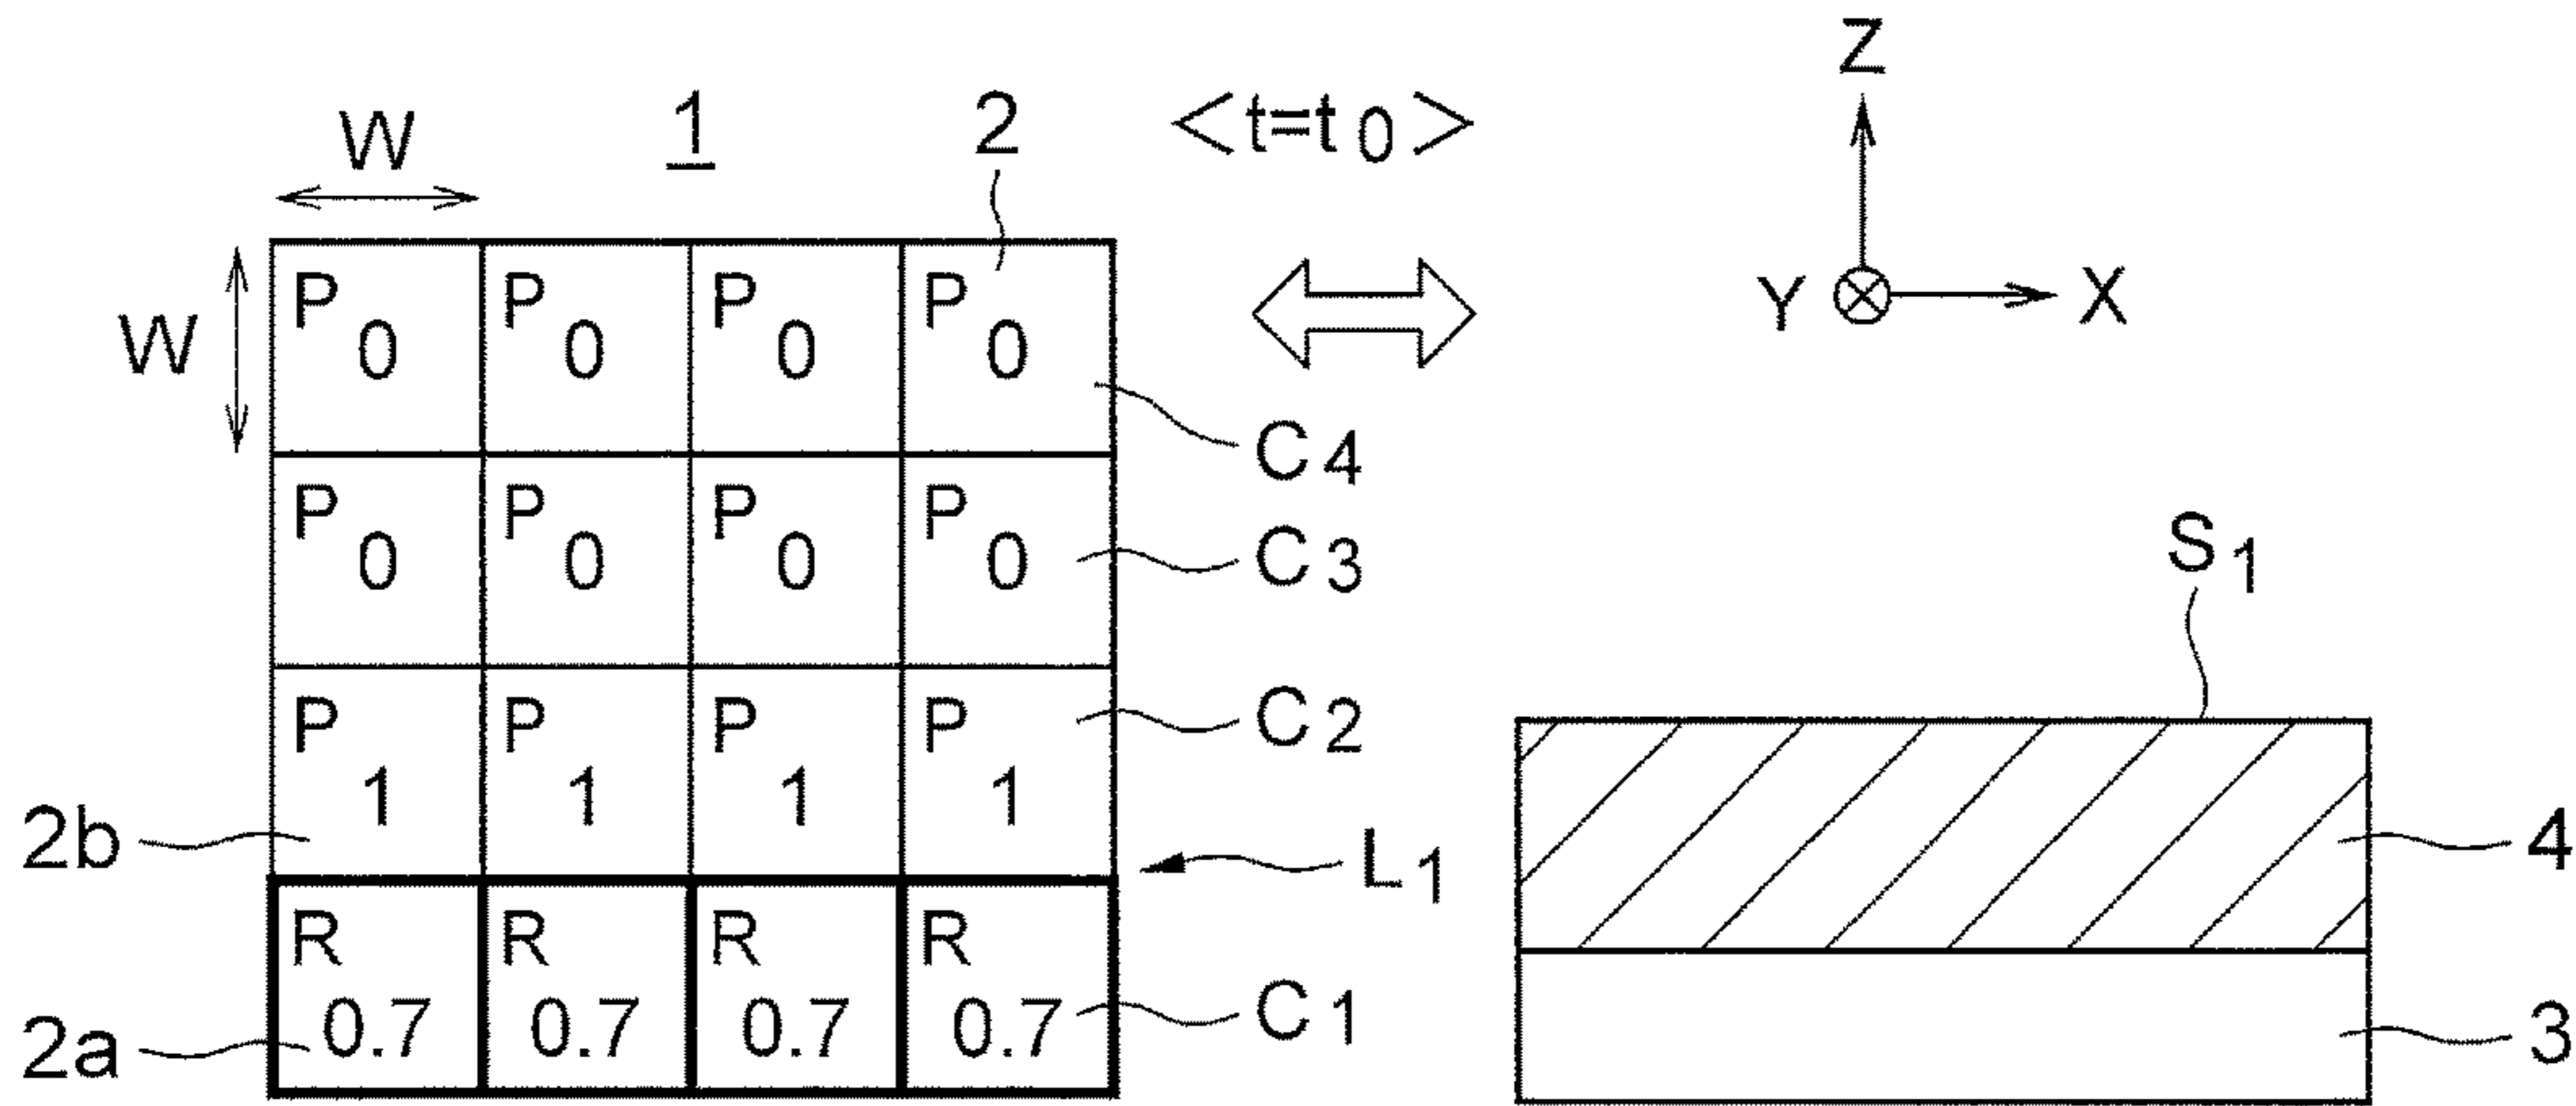 W 1 2 <t=t0> Z
W P0 P0 P0 P0 Y X
C4
P0 P0 P0 P0 C3
S1
P1 P1 P1 P1 C2
2b L1 4
R 0.7 R 0.7 R 0.7 R 0.7 C1
2a 3